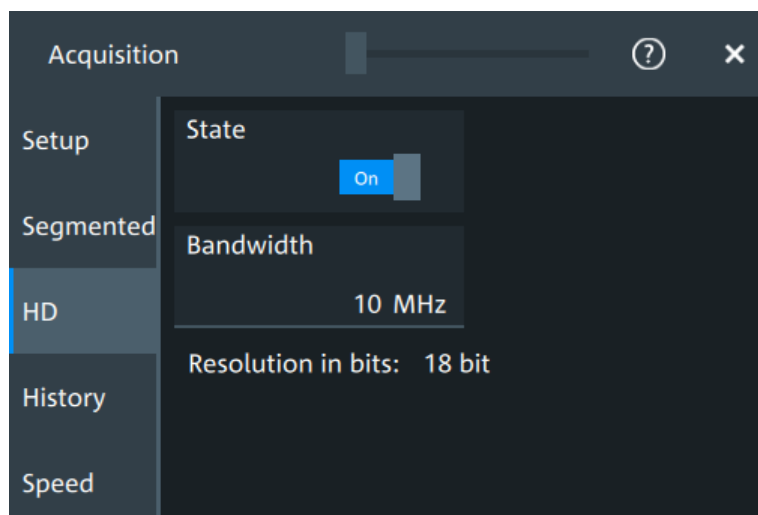 Acquisition
?
Setup
Segmented
HD
History
Speed
State
On
Bandwidth
10 MHz
Resolution in bits: 18 bit